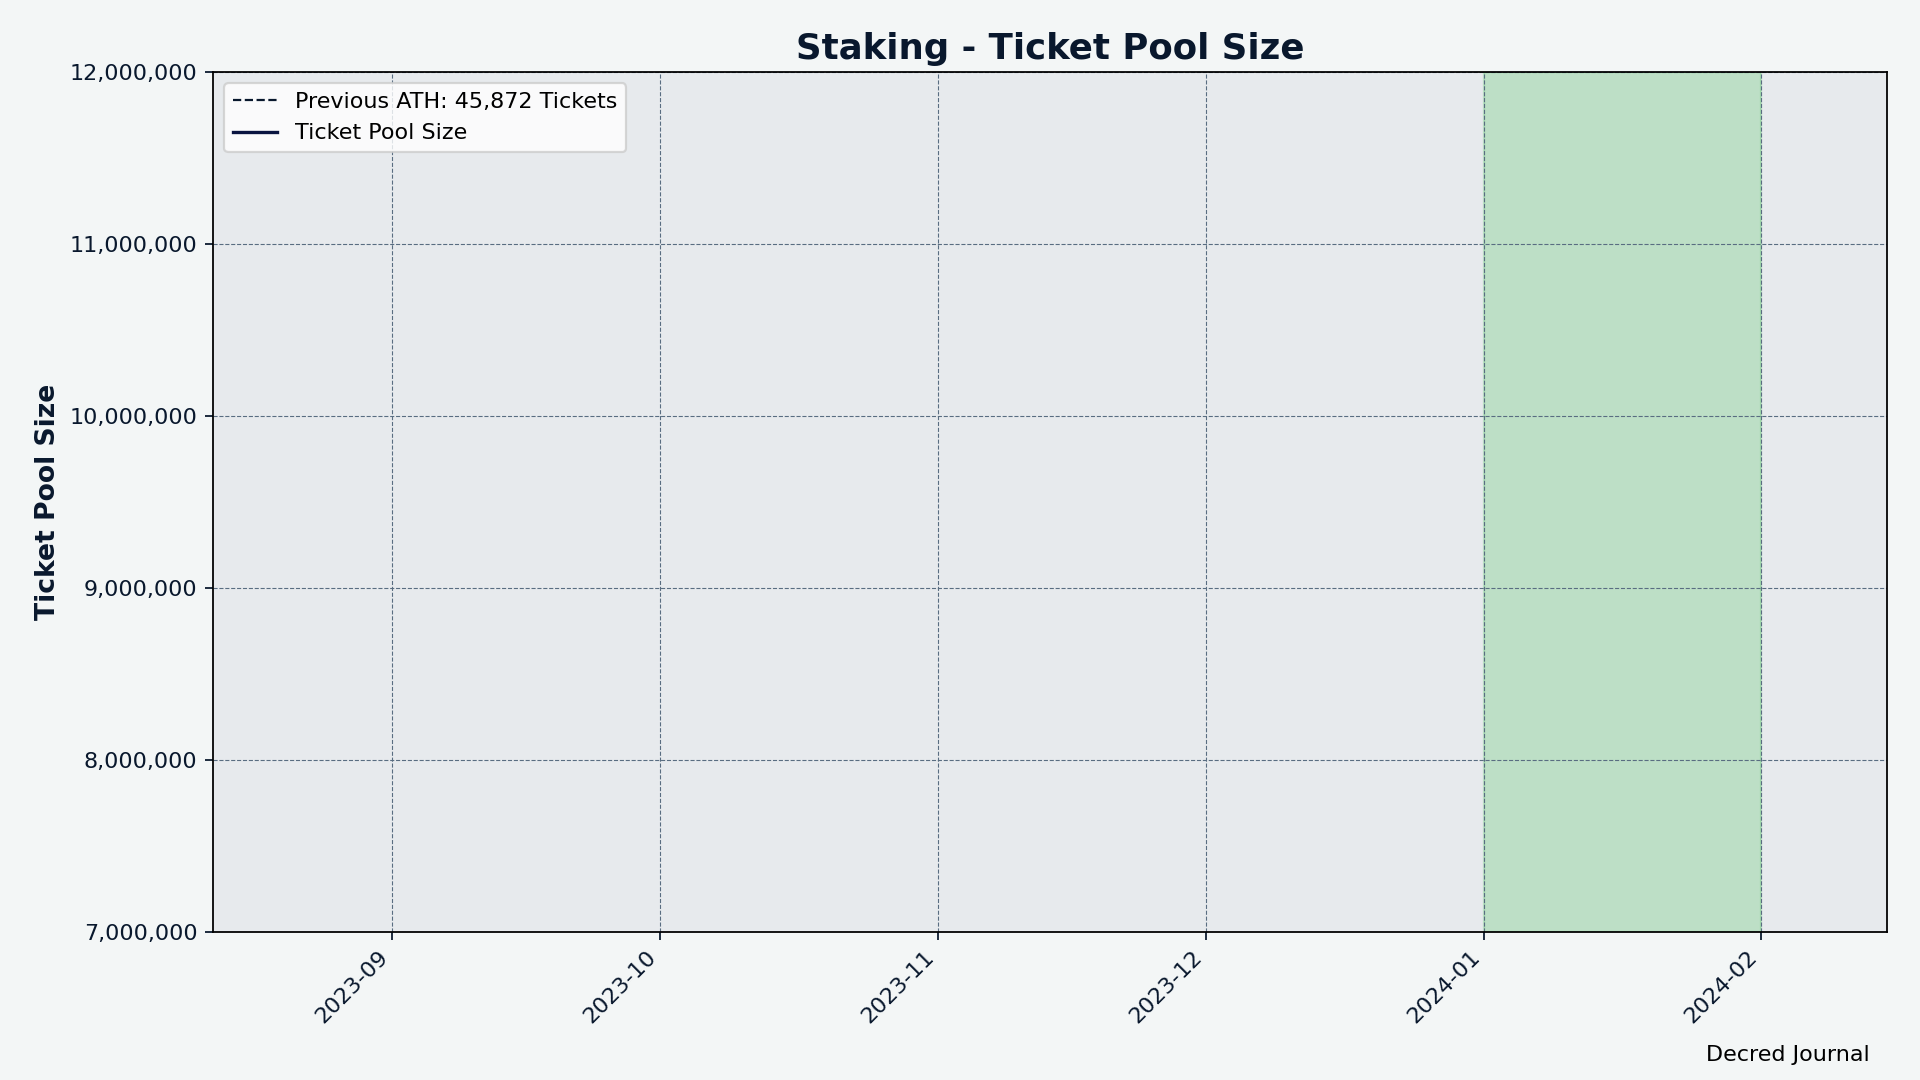 Staking - Ticket Pool Size
12,000,000
11,000,000
10,000,000
9,000,000
8,000,000
7,000,000
Ticket Pool Size
Previous ATH: 45,872 Tickets
Ticket Pool Size
2023-09
2023-10
2023-11
2023-12
2024-01
2024-02
Decred Journal